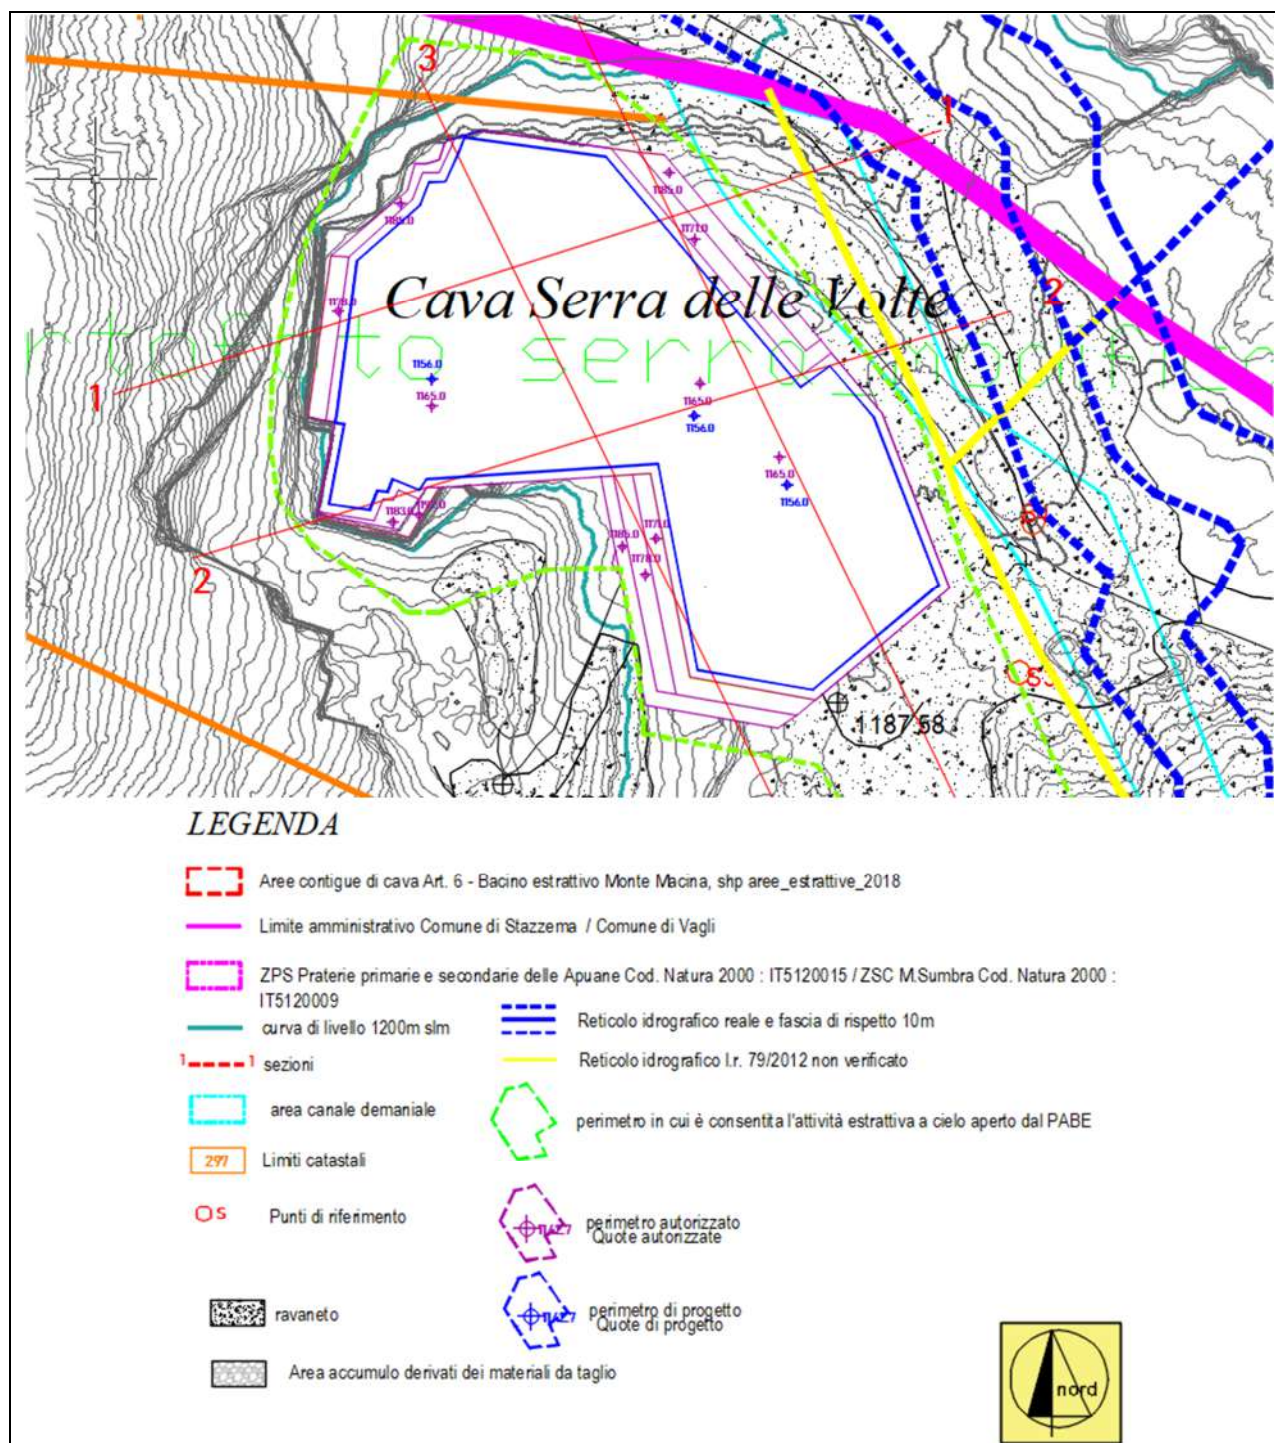 3
1
1185.0
1185.0
1171.0
Cava Serra delle Volte
1178.0
2
serra
1156.0
1165.0
1165.0
1156.0
1
1165.0
1156.0
1183.0
1185.0
1171.0
1178.0
2
S
1187.58
LEGENDA
Aree contigue di cava Art. 6 - Bacino estrattivo Monte Macina, shp aree_estrattive_2018
Limite amministrativo Comune di Stazzema / Comune di Vagli
ZPS Praterie primarie e secondarie delle Apuane Cod. Natura 2000 : IT5120015 / ZSC M.Sumbra Cod. Natura 2000 :
IT5120009
curva di livello 1200m slm
Reticolo idrografico reale e fascia di rispetto 10m
1 1 sezioni
Reticolo idrografico l.r. 79/2012 non verificato
area canale demaniale
perimetro in cui è consentita l'attività estrattiva a cielo aperto dal PABE
297 Limiti catastali
S Punti di riferimento
perimetro autorizzato
Quote autorizzate
ravaneto
perimetro di progetto
Quote di progetto
Area accumulo derivati dei materiali da taglio
nord